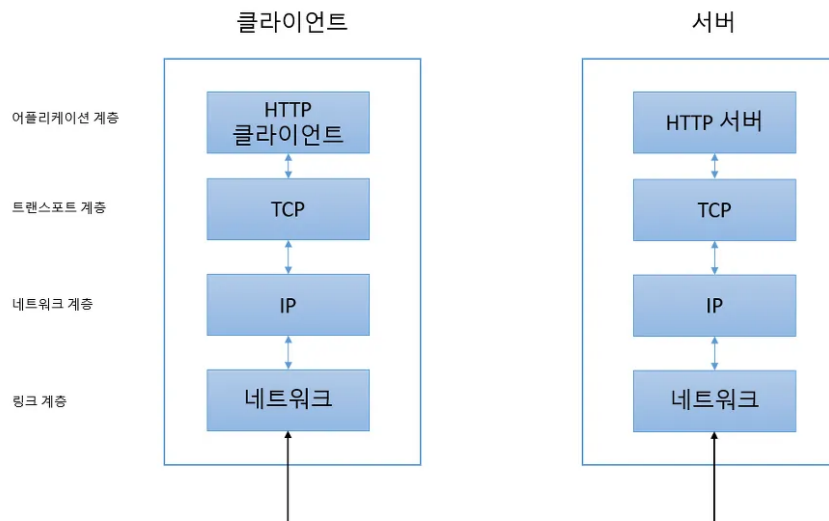 클라이언트
서버
어플리케이션 계층
HTTP
클라이언트
HTTP 서버
트랜스포트 계층
TCP
TCP
네트워크 계층
IP
IP
링크 계층
네트워크
네트워크